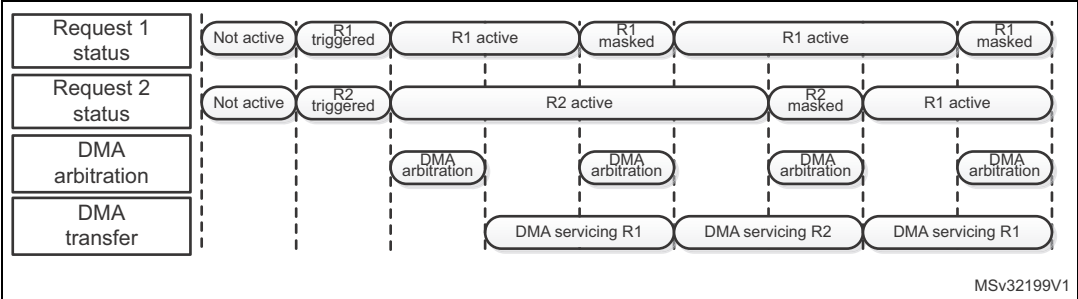 Request 1
status
Not active
R1
triggered
R1 active
R1
masked
R1 active
R1
masked
Request 2
status
Not active
R2
triggered
R2 active
R2
masked
R1 active
DMA
arbitration
DMA
arbitration
DMA
arbitration
DMA
arbitration
DMA
arbitration
DMA
transfer
DMA servicing R1
DMA servicing R2
DMA servicing R1
MSv32199V1